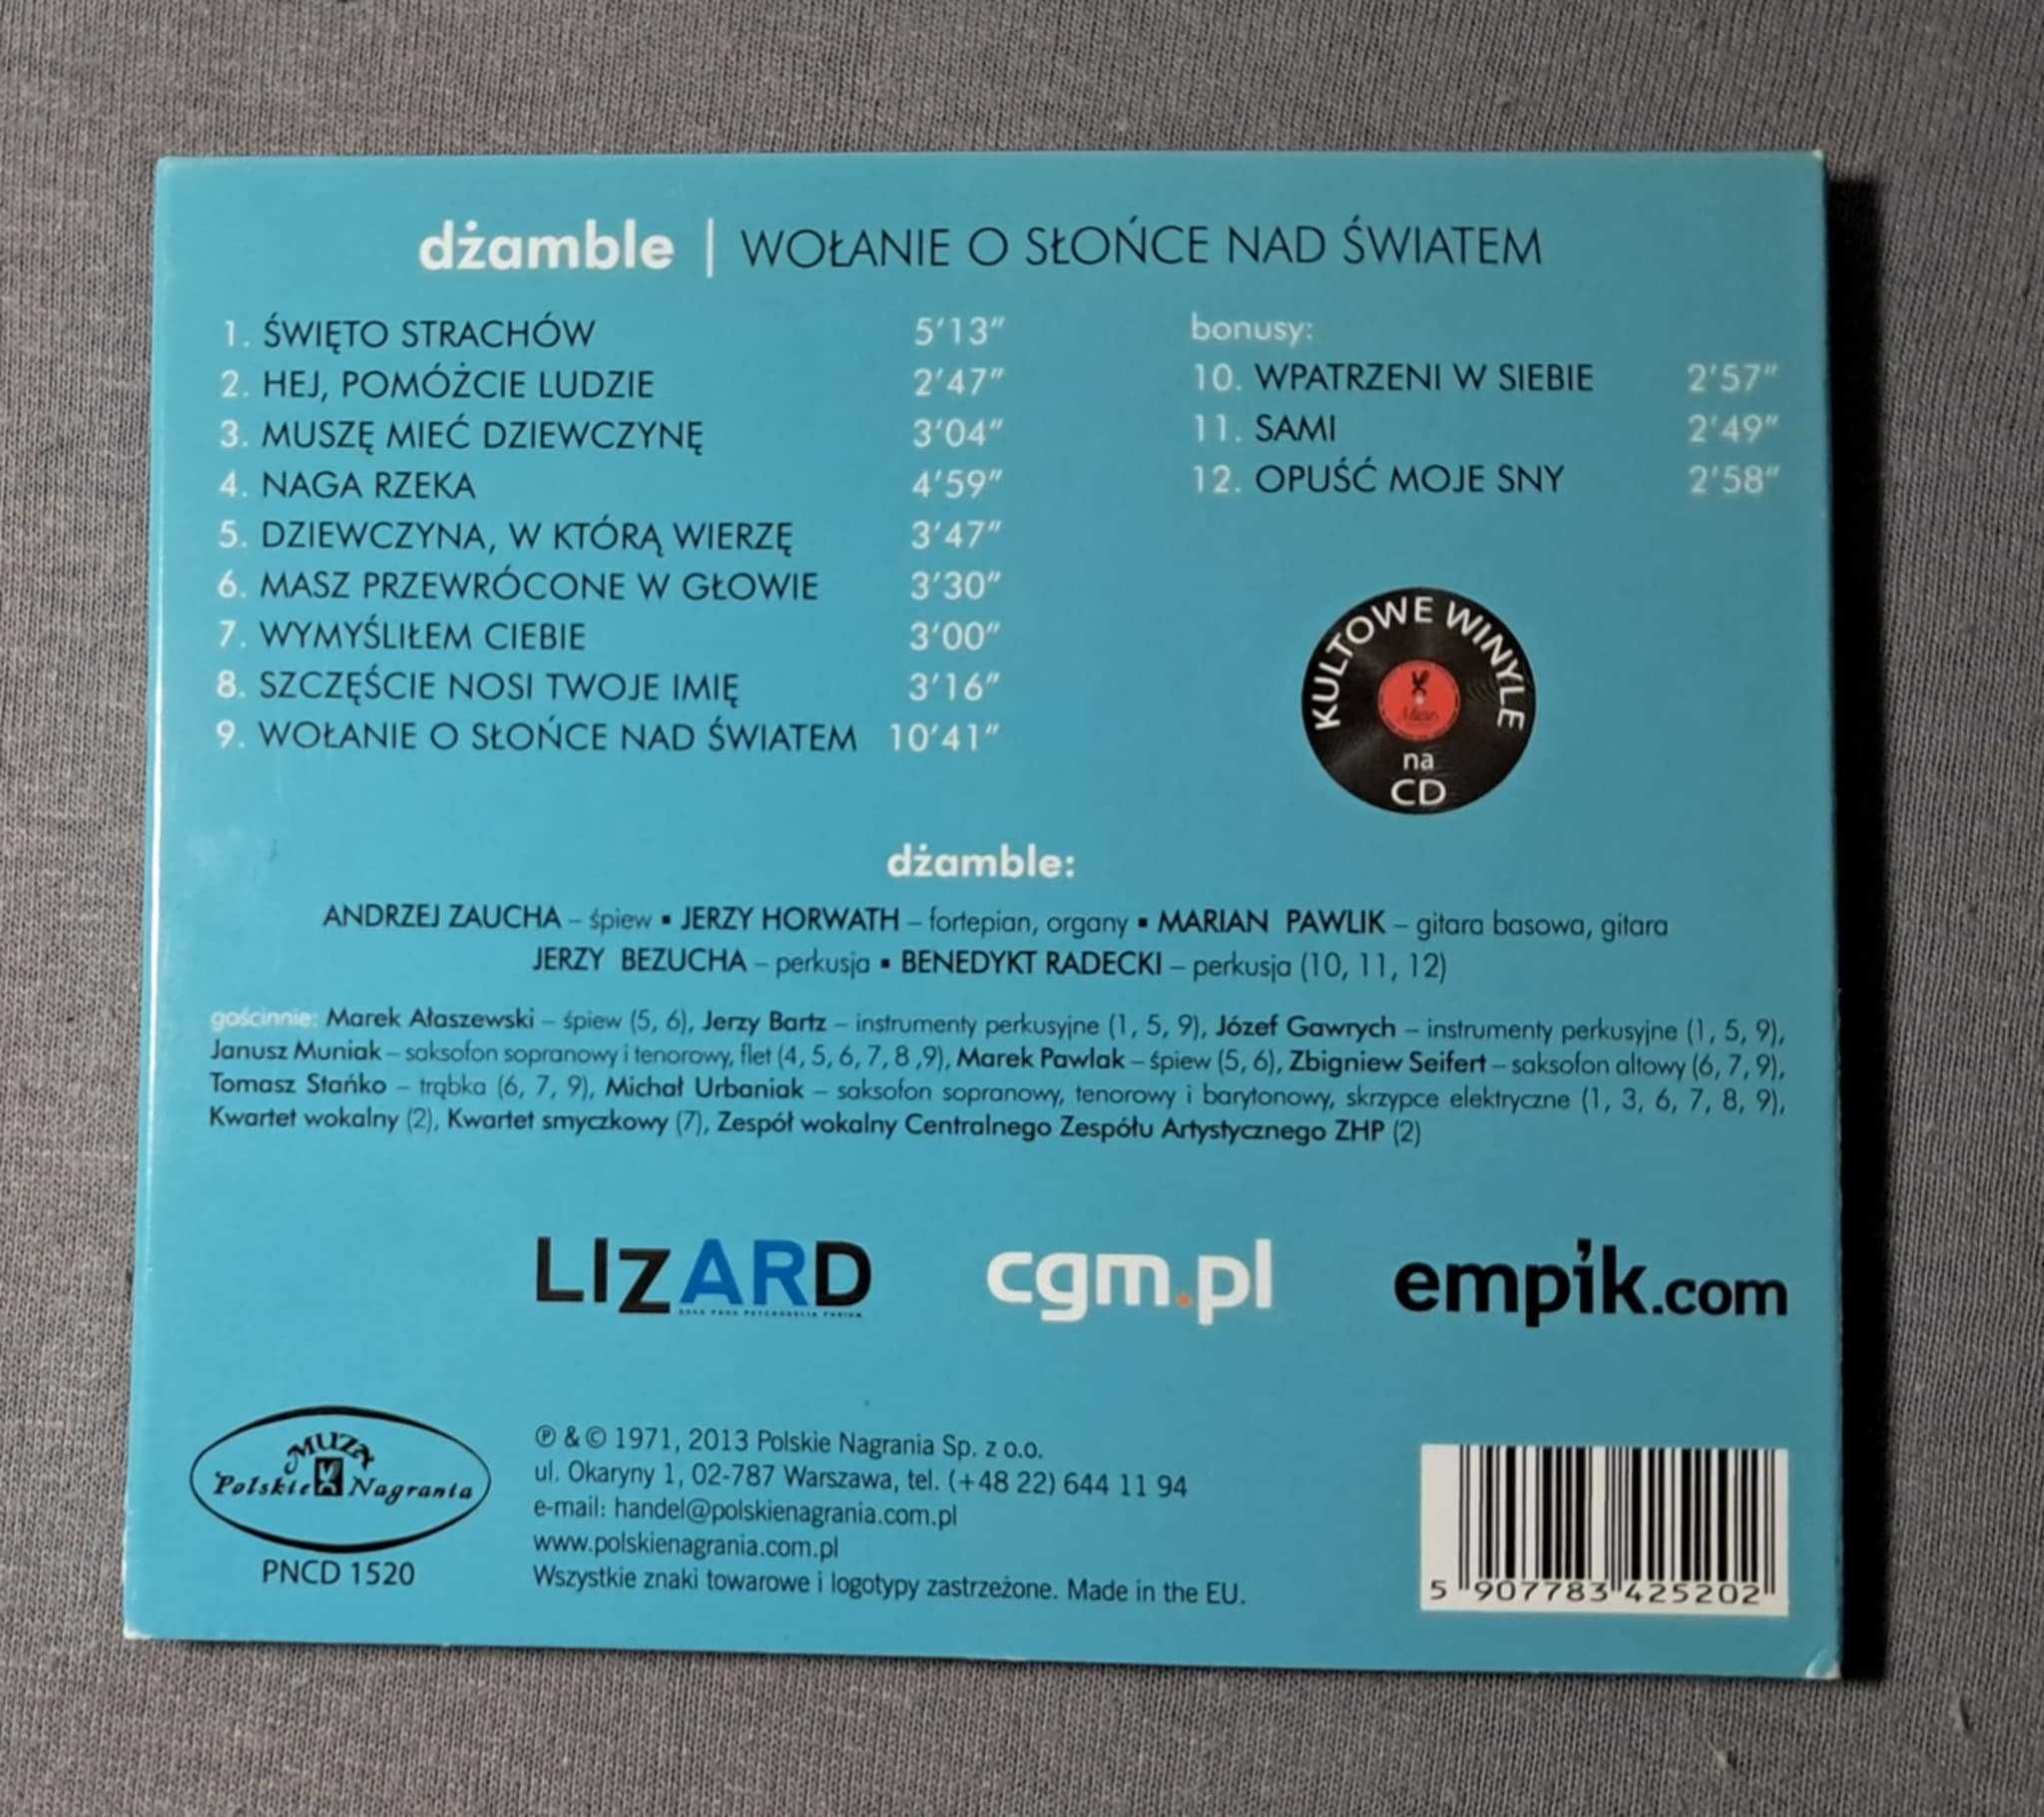 dżamble | WOŁANIE O SŁOŃCE NAD ŚWIATEM
1. ŚWIĘTO STRACHÓW 5'13"
2. HEJ, POMÓŻCIE LUDZIE 2'47"
3. MUSZĘ MIEĆ DZIEWCZYNĘ 3'04"
4. NAGA RZEKA 4'59"
5. DZIEWCZYNA, W KTÓRĄ WIERZĘ 3'47"
6. MASZ PRZEWRÓCONE W GŁOWIE 3'30"
7. WYMYŚLIŁEM CIEBIE 3'00"
8. SZCZĘŚCIE NOSI TWOJE IMIĘ 3'16"
9. WOŁANIE O SŁOŃCE NAD ŚWIATEM 10'41"
bonusy:
10. WPATRZENI W SIEBIE 2'57"
11. SAMI 2'49"
12. OPUŚĆ MOJE SNY 2'58"
KULTOWE WINYLE
na
CD
dżamble:
ANDRZEJ ZAUCHA – śpiew ▪ JERZY HORWATH – fortepian, organy ▪ MARIAN PAWLIK – gitara basowa, gitara
JERZY BEZUCHA – perkusja ▪ BENEDYKT RADECKI – perkusja (10, 11, 12)
gościnnie: Marek Ałaszewski – śpiew (5, 6), Jerzy Bartz – instrumenty perkusyjne (1, 5, 9), Józef Gawrych – instrumenty perkusyjne (1, 5, 9),
Janusz Muniak – saksofon sopranowy i tenorowy, flet (4, 5, 6, 7, 8 ,9), Marek Pawlak – śpiew (5, 6), Zbigniew Seifert – saksofon altowy (6, 7, 9),
Tomasz Stańko – trąbka (6, 7, 9), Michał Urbaniak – saksofon sopranowy, tenorowy i barytonowy, skrzypce elektryczne (1, 3, 6, 7, 8, 9),
Kwartet wokalny (2), Kwartet smyczkowy (7), Zespół wokalny Centralnego Zespółu Artystycznego ZHP (2)
LIZARD
cgm.pl
empik.com
MUZA
Polskie Nagrania
PNCD 1520
℗ & © 1971, 2013 Polskie Nagrania Sp. z o.o.
ul. Okaryny 1, 02-787 Warszawa, tel. (+48 22) 644 11 94
e-mail: handel@polskienagrania.com.pl
www.polskienagrania.com.pl
Wszystkie znaki towarowe i logotypy zastrzeżone. Made in the EU.
5 907783 425202